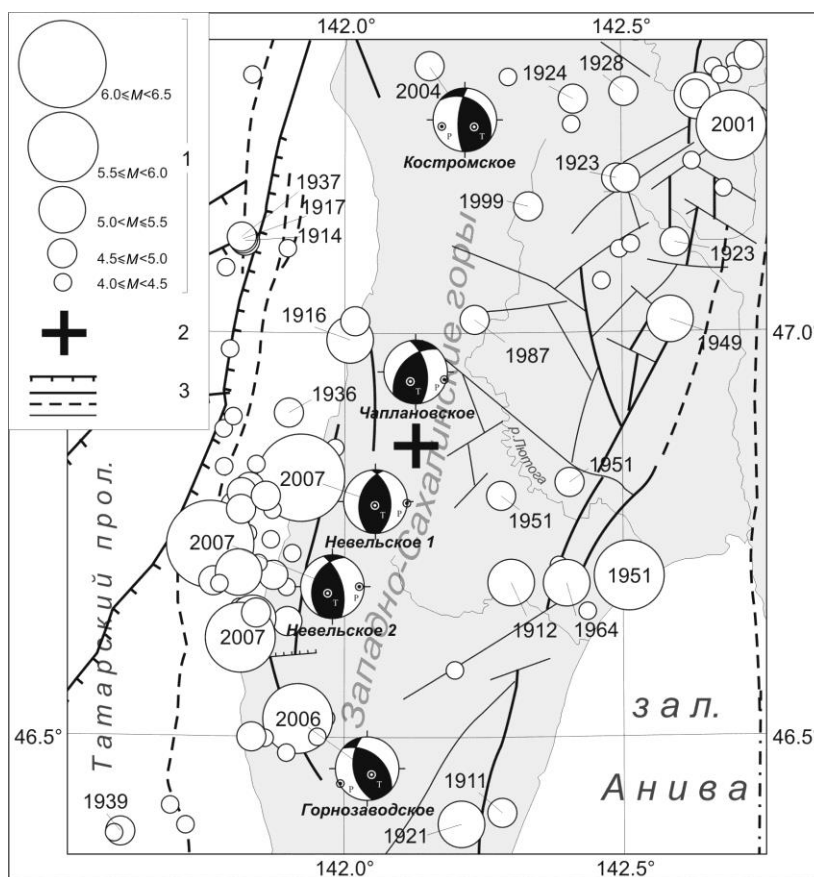 142.0°
142.5°
6.0≤M<6.5
5.5≤M<6.0
1
5.0<M≤5.5
4.5≤M<5.0
4.0≤M<4.5
2
3
2004
1924
1928
2001
Костромское
P
T
1923
1999
1923
1937
1917
1914
1916
1987
1949
47.0°
T
P
Чаплановское
1936
Западно-Сахалинские горы
р.Лютога
1951
2007
T
P
1951
Невельское 1
2007
1951
T
P
Невельское 2
2007
1912
1964
Татарский прол.
46.5°
2006
46.5°
зал.
Анива
P
T
Горнозаводское
1939
1911
1921
142.0°
142.5°